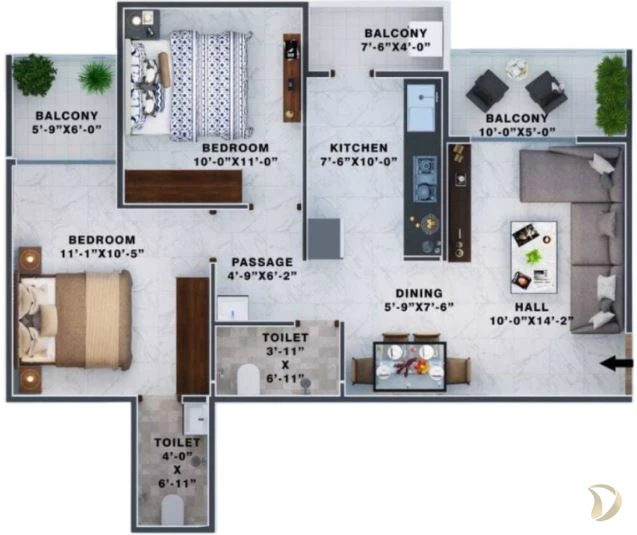 BALCONY
7'-6"X4'-0"
BALCONY
5'-9"X6'-0"
BEDROOM
10'-0"X11'-0"
KITCHEN
7'-6"X10'-0"
BALCONY
10'-0"X5'-0"
BEDROOM
11'-1"X10'-5"
PASSAGE
4'-9"X6'-2"
DINING
5'-9"X7'-6"
HALL
10'-0"X14'-2"
TOILET
3'-11"
X
6'-11"
TOILET
4'-0"
X
6'-11"